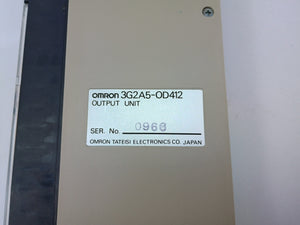 OMRON 3G2A5-OD412
OUTPUT UNIT
SER. No. 0966
OMRON TATEISI ELECTRONICS CO. JAPAN